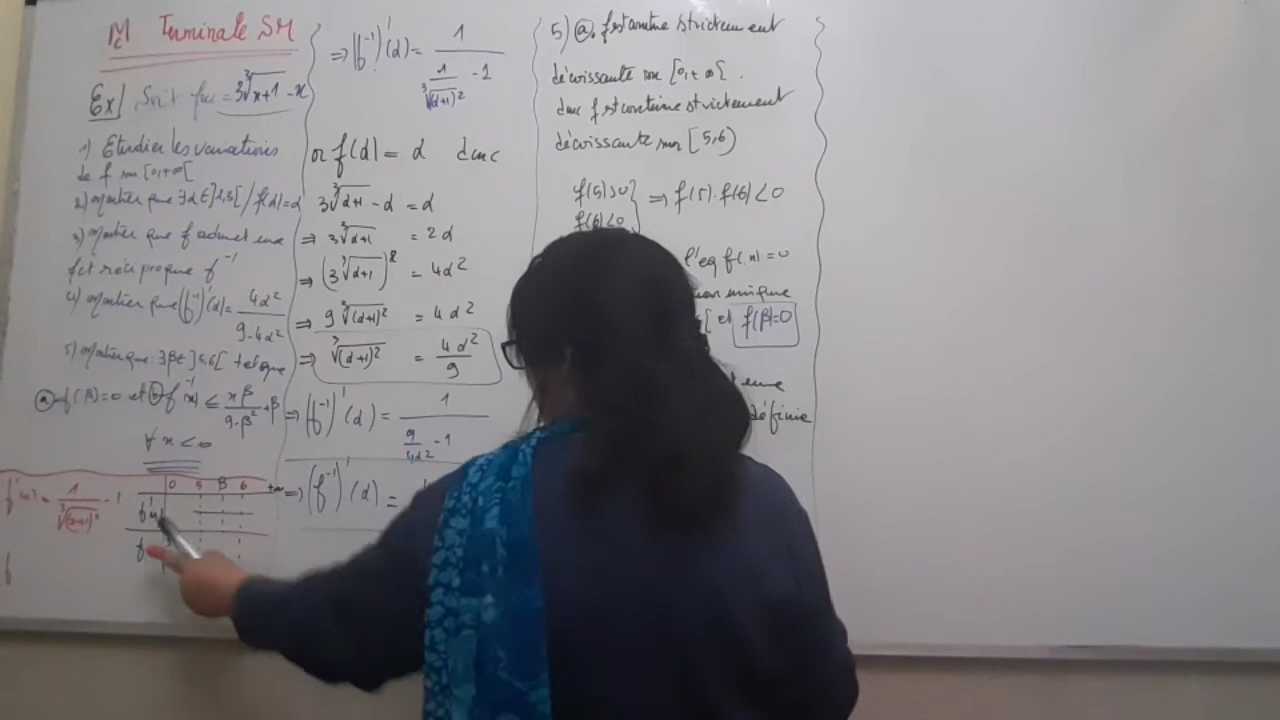 Mc Terminale SM
Ex/ Soit f(x) = 3∛(x+1) - x
1) Etudier les variations
de f sur [0,+∞[
2) Montrer que ∃α∈]1,2[ / f(α)=α
3) Montrer que f admet une
fct réciproque f⁻¹
4) Montrer que (f⁻¹)'(α) = 4α²/(9-4α²)
5) Montrer que ∃β∈]5,6[ tel que
ⓐ f(β)=0 et ⓑ f⁻¹(x) ≤ xβ/(9-β²) + β
∀ x < 0
f'(x) = 1/∛(x+1)² - 1
0 5 β 6 +∞
f'(x)
f
⇒ (f⁻¹)'(α) = 1/(1/∛(α+1)² - 1)
or f(α) = α donc
3∛(α+1) - α = α
⇒ 3∛(α+1) = 2α
⇒ (3∛(α+1))² = 4α²
⇒ 9∛(α+1)² = 4α²
⇒ ∛(α+1)² = 4α²/9
⇒ (f⁻¹)'(α) = 1/(9/4α² - 1)
⇒ (f⁻¹)'(α) =
5) ⓐ. f est continue strictement
décroissante sur [0,+∞[.
donc f est continue strictement
décroissante sur [5,6]
f(5)>0
f(6)<0
⇒ f(5).f(6)<0
l'eq f(x)=0
unique
[ et f(β)=0
une
définie